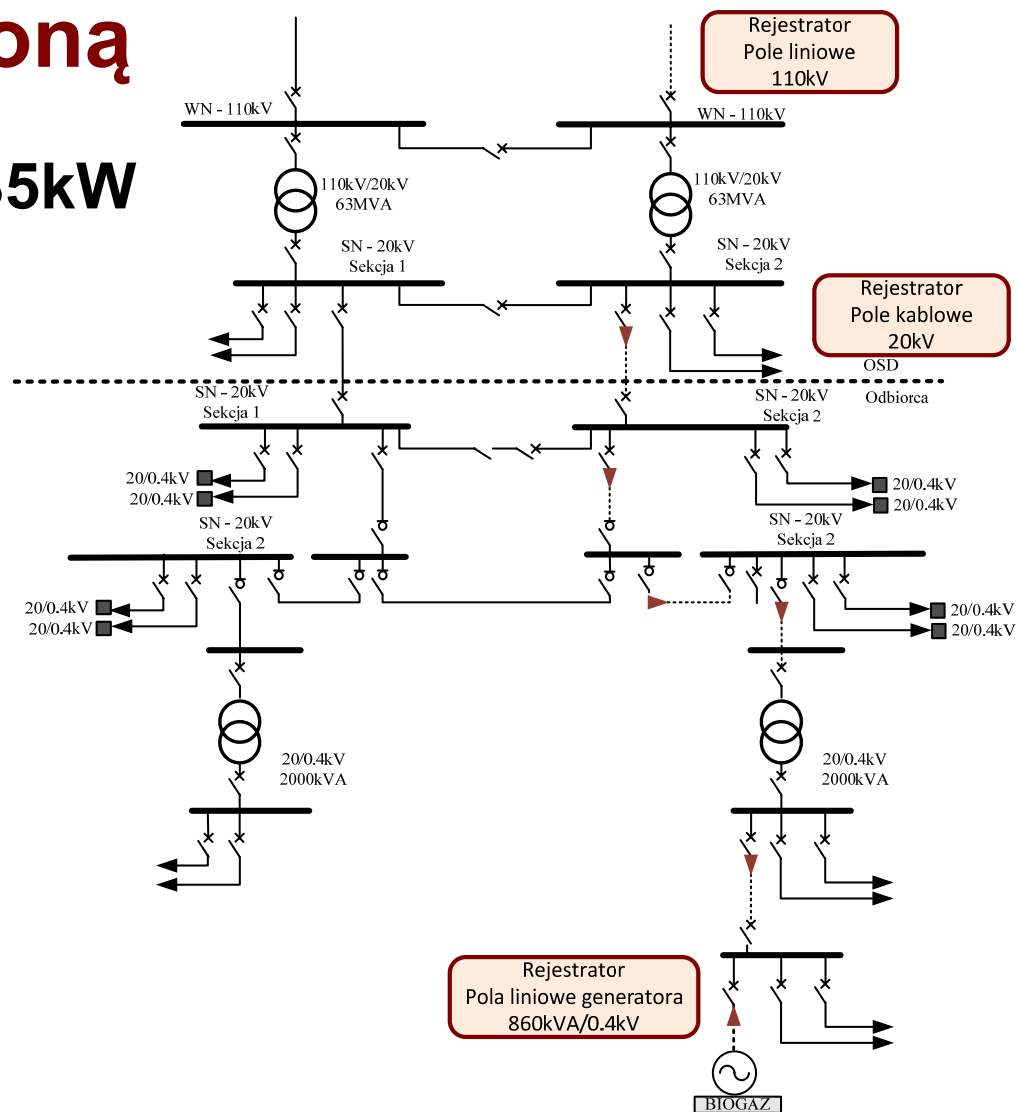 oną
5kW
Rejestrator
Pole liniowe
110kV
WN - 110kV
WN - 110kV
110kV/20kV
63MVA
110kV/20kV
63MVA
SN - 20kV
Sekcja 1
SN - 20kV
Sekcja 2
Rejestrator
Pole kablowe
20kV
OSD
Odbiorca
SN - 20kV
Sekcja 1
SN - 20kV
Sekcja 2
20/0.4kV
20/0.4kV
20/0.4kV
20/0.4kV
SN - 20kV
Sekcja 2
SN - 20kV
Sekcja 2
20/0.4kV
20/0.4kV
20/0.4kV
20/0.4kV
20/0.4kV
2000kVA
20/0.4kV
2000kVA
Rejestrator
Pola liniowe generatora
860kVA/0.4kV
BIOGAZ